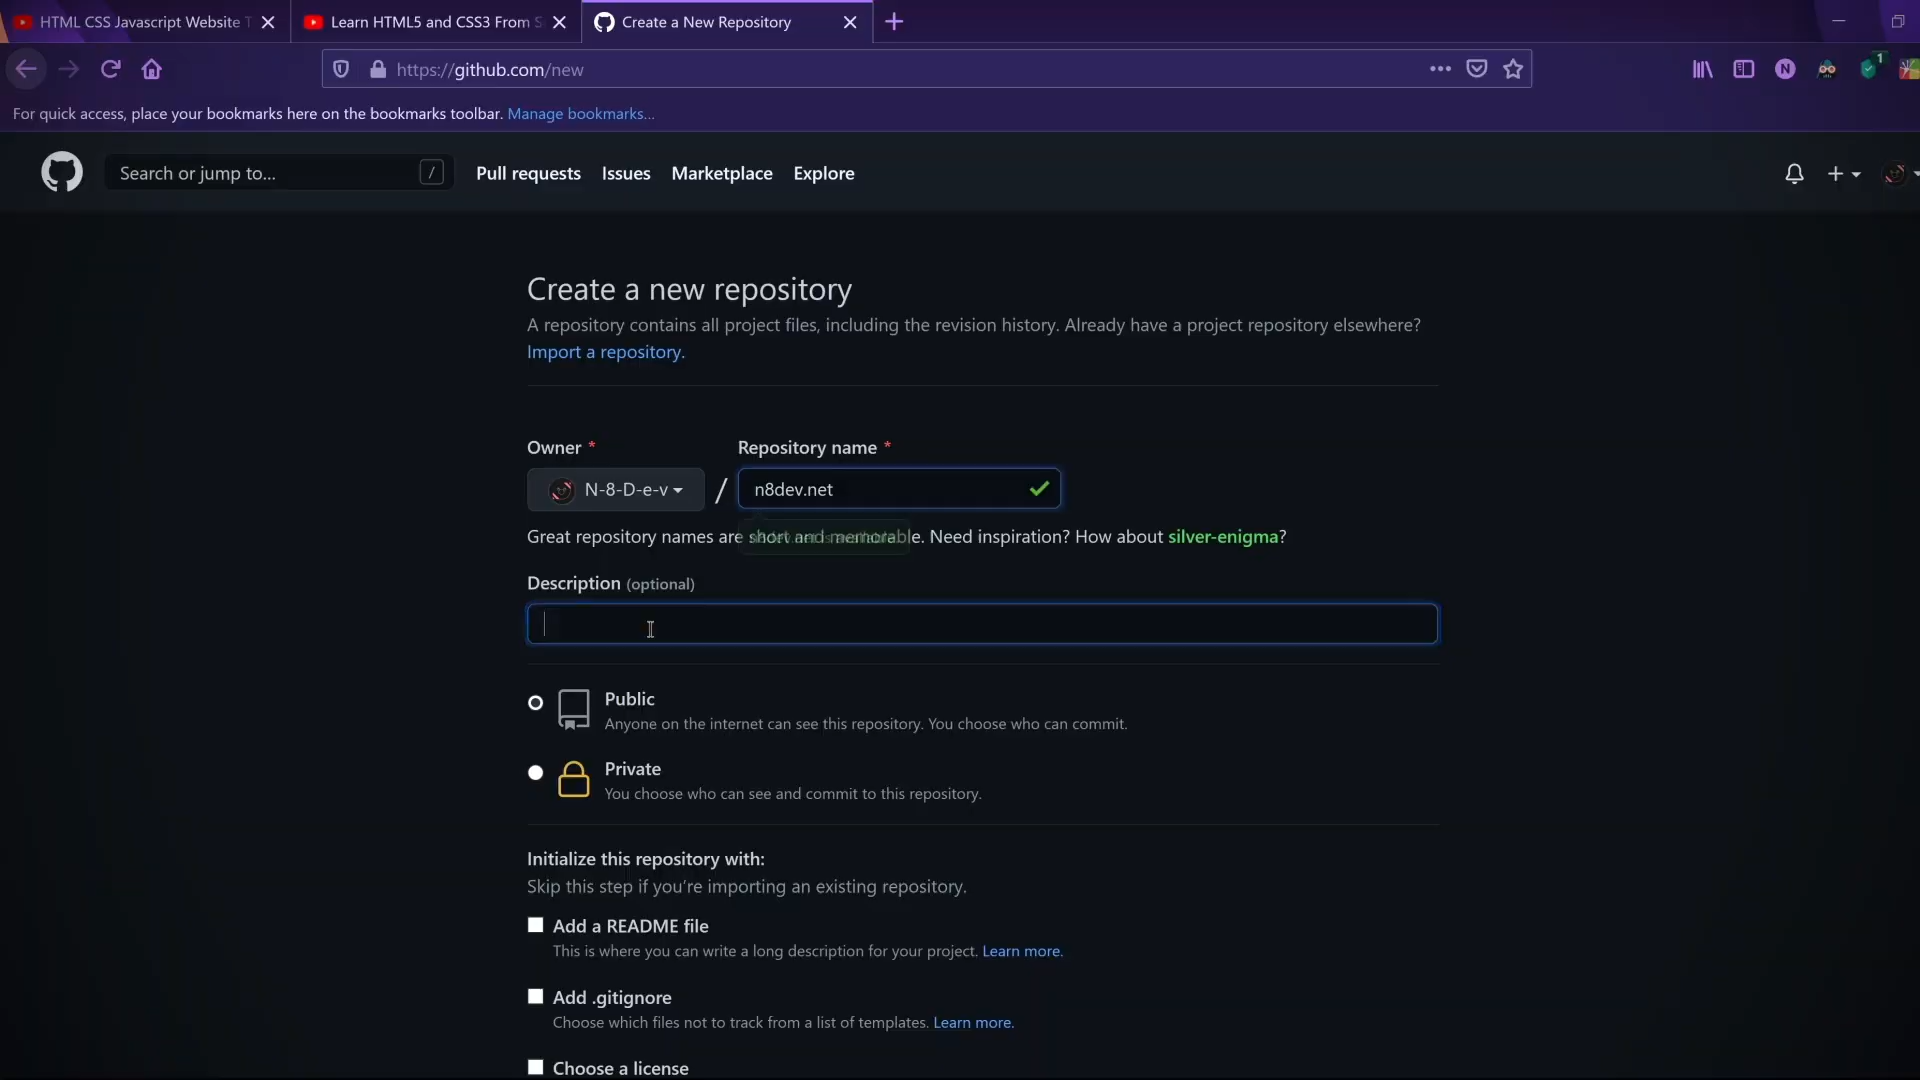 HTML CSS Javascript Website T
Learn HTML5 and CSS3 From S
Create a New Repository
https://github.com/new
N
1
For quick access, place your bookmarks here on the bookmarks toolbar. Manage bookmarks...
Search or jump to...
/
Pull requests
Issues
Marketplace
Explore
Create a new repository
A repository contains all project files, including the revision history. Already have a project repository elsewhere?
Import a repository.
Owner *
Repository name *
N-8-D-e-v
/
n8dev.net
Great repository names are short and memorable. Need inspiration? How about silver-enigma?
Description (optional)
Public
Anyone on the internet can see this repository. You choose who can commit.
Private
You choose who can see and commit to this repository.
Initialize this repository with:
Skip this step if you're importing an existing repository.
Add a README file
This is where you can write a long description for your project. Learn more.
Add .gitignore
Choose which files not to track from a list of templates. Learn more.
Choose a license